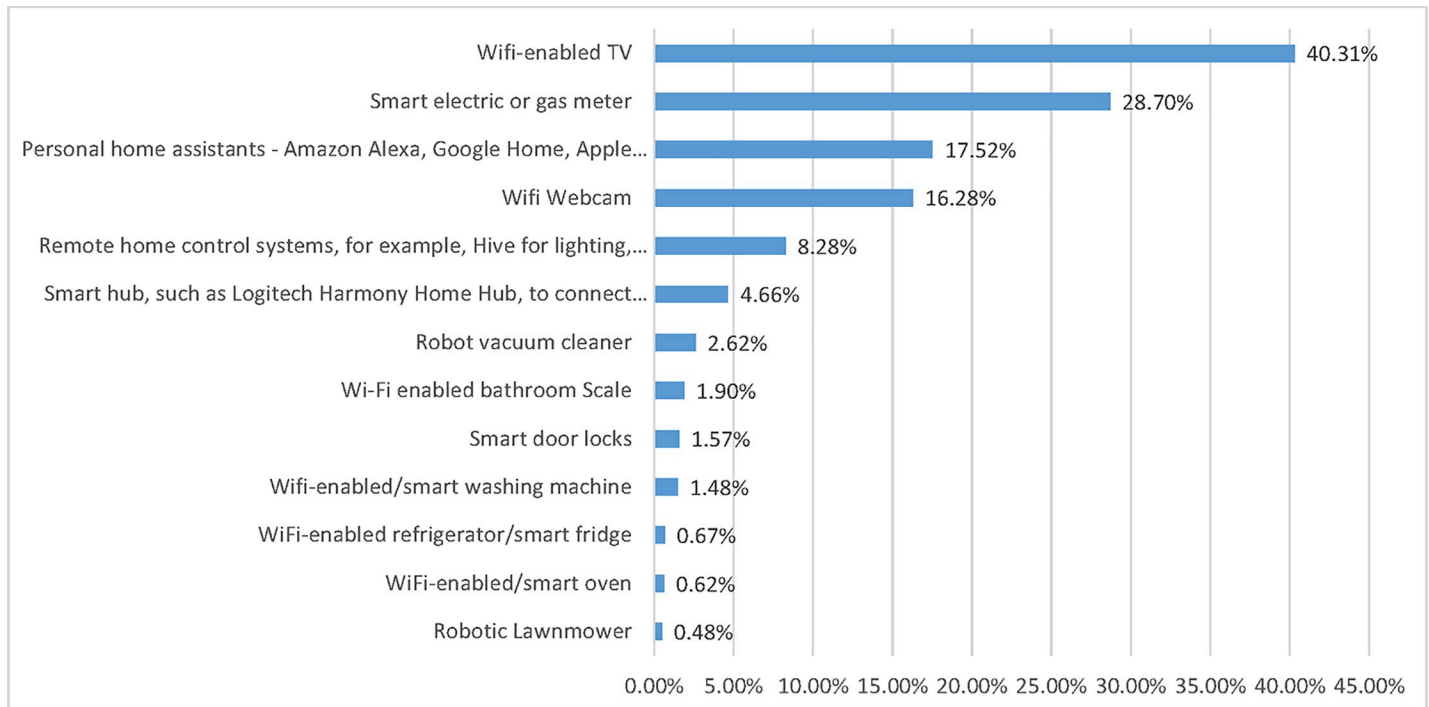 Wifi-enabled TV 40.31%
Smart electric or gas meter 28.70%
Personal home assistants - Amazon Alexa, Google Home, Apple... 17.52%
Wifi Webcam 16.28%
Remote home control systems, for example, Hive for lighting,... 8.28%
Smart hub, such as Logitech Harmony Home Hub, to connect... 4.66%
Robot vacuum cleaner 2.62%
Wi-Fi enabled bathroom Scale 1.90%
Smart door locks 1.57%
Wifi-enabled/smart washing machine 1.48%
WiFi-enabled refrigerator/smart fridge 0.67%
WiFi-enabled/smart oven 0.62%
Robotic Lawnmower 0.48%
0.00% 5.00% 10.00% 15.00% 20.00% 25.00% 30.00% 35.00% 40.00% 45.00%